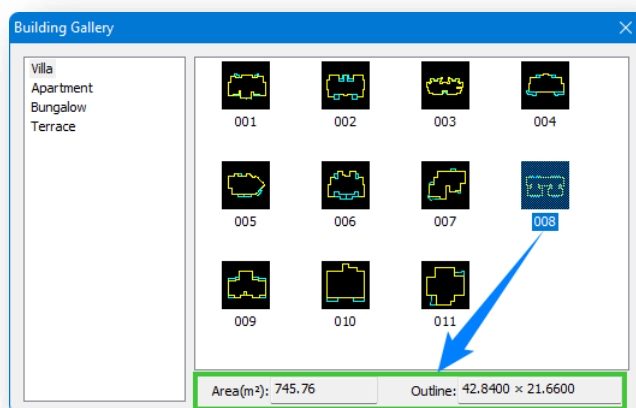 Building Gallery
Villa
Apartment
Bungalow
Terrace
001 002 003 004
005 006 007 008
009 010 011
Area(m²): 745.76 Outline: 42.8400 × 21.6600